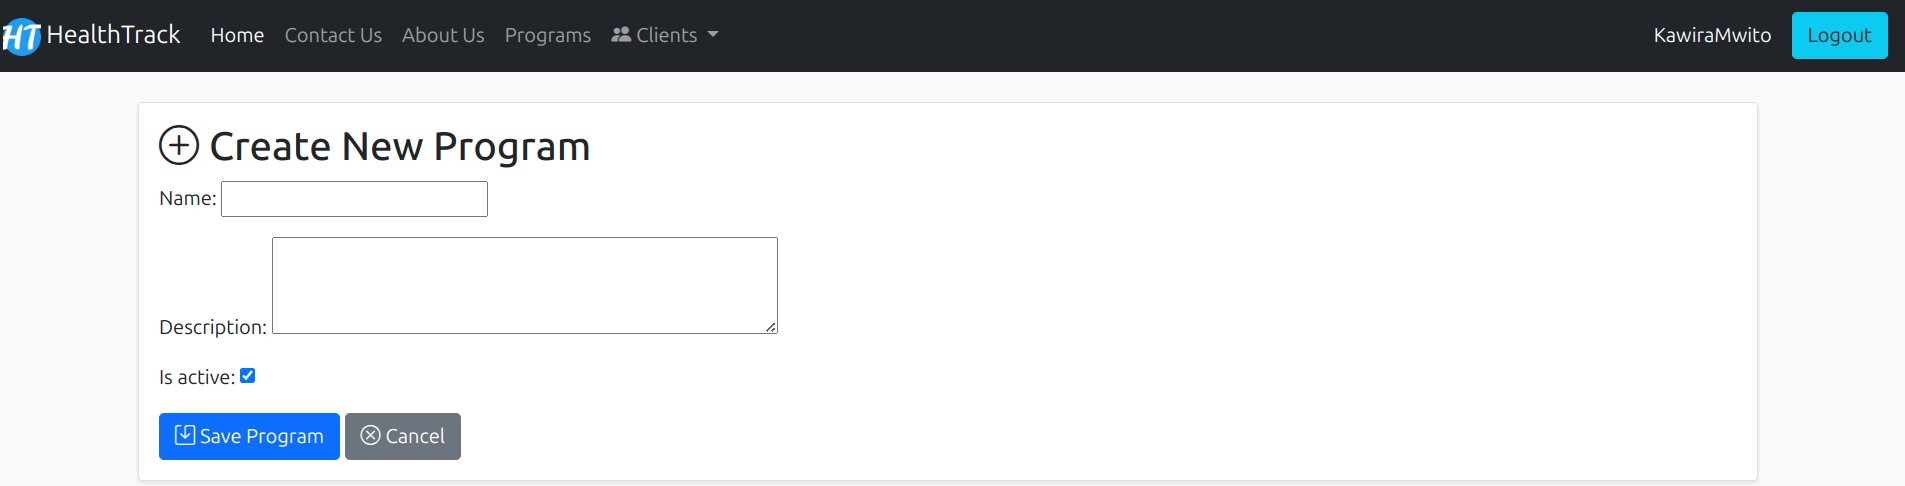 HT HealthTrack Home Contact Us About Us Programs Clients KawiraMwito Logout
Create New Program
Name:
Description:
Is active:
Save Program Cancel